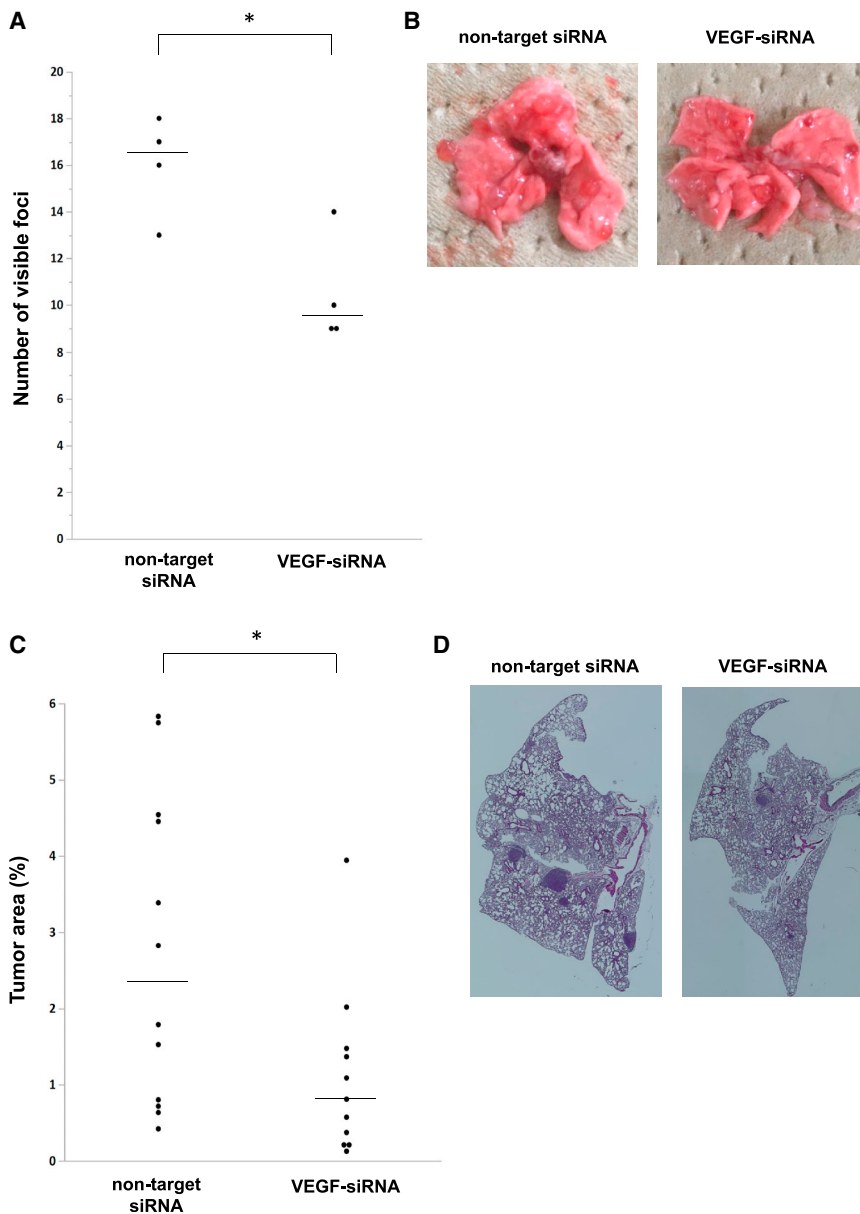 A
*
Number of visible foci
20
18
16
14
12
10
8
6
4
2
0
non-target
siRNA
VEGF-siRNA
B
non-target siRNA
VEGF-siRNA
C
*
Tumor area (%)
6
5
4
3
2
1
0
non-target
siRNA
VEGF-siRNA
D
non-target siRNA
VEGF-siRNA